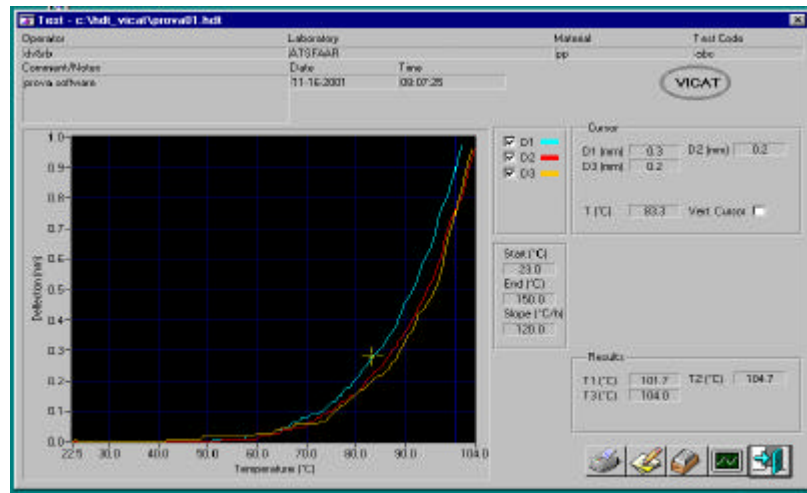 Test - c:\hdt_vicat\prova01.hdt
Operator Laboratory Material Test Code
ATSFAAR pp abc
Comment/Notes Date Time
prova software 11-16-2001 09:07:25
VICAT
D1
D2
D3
Cursor
D1 (mm) 0.3 D2 (mm) 0.2
D3 (mm) 0.2
T (°C) 83.3 Vert. Cursor
Start (°C)
23.0
End (°C)
150.0
Slope (°C/h)
120.0
Results
T1 (°C) 101.7 T2 (°C) 104.7
T3 (°C) 104.0
Deflection (mm)
1.0
0.9
0.8
0.6
0.5
0.3
0.2
0.1
0.0
22.5 30.0 40.0 50.0 60.0 70.0 80.0 90.0 104.0
Temperature (°C)